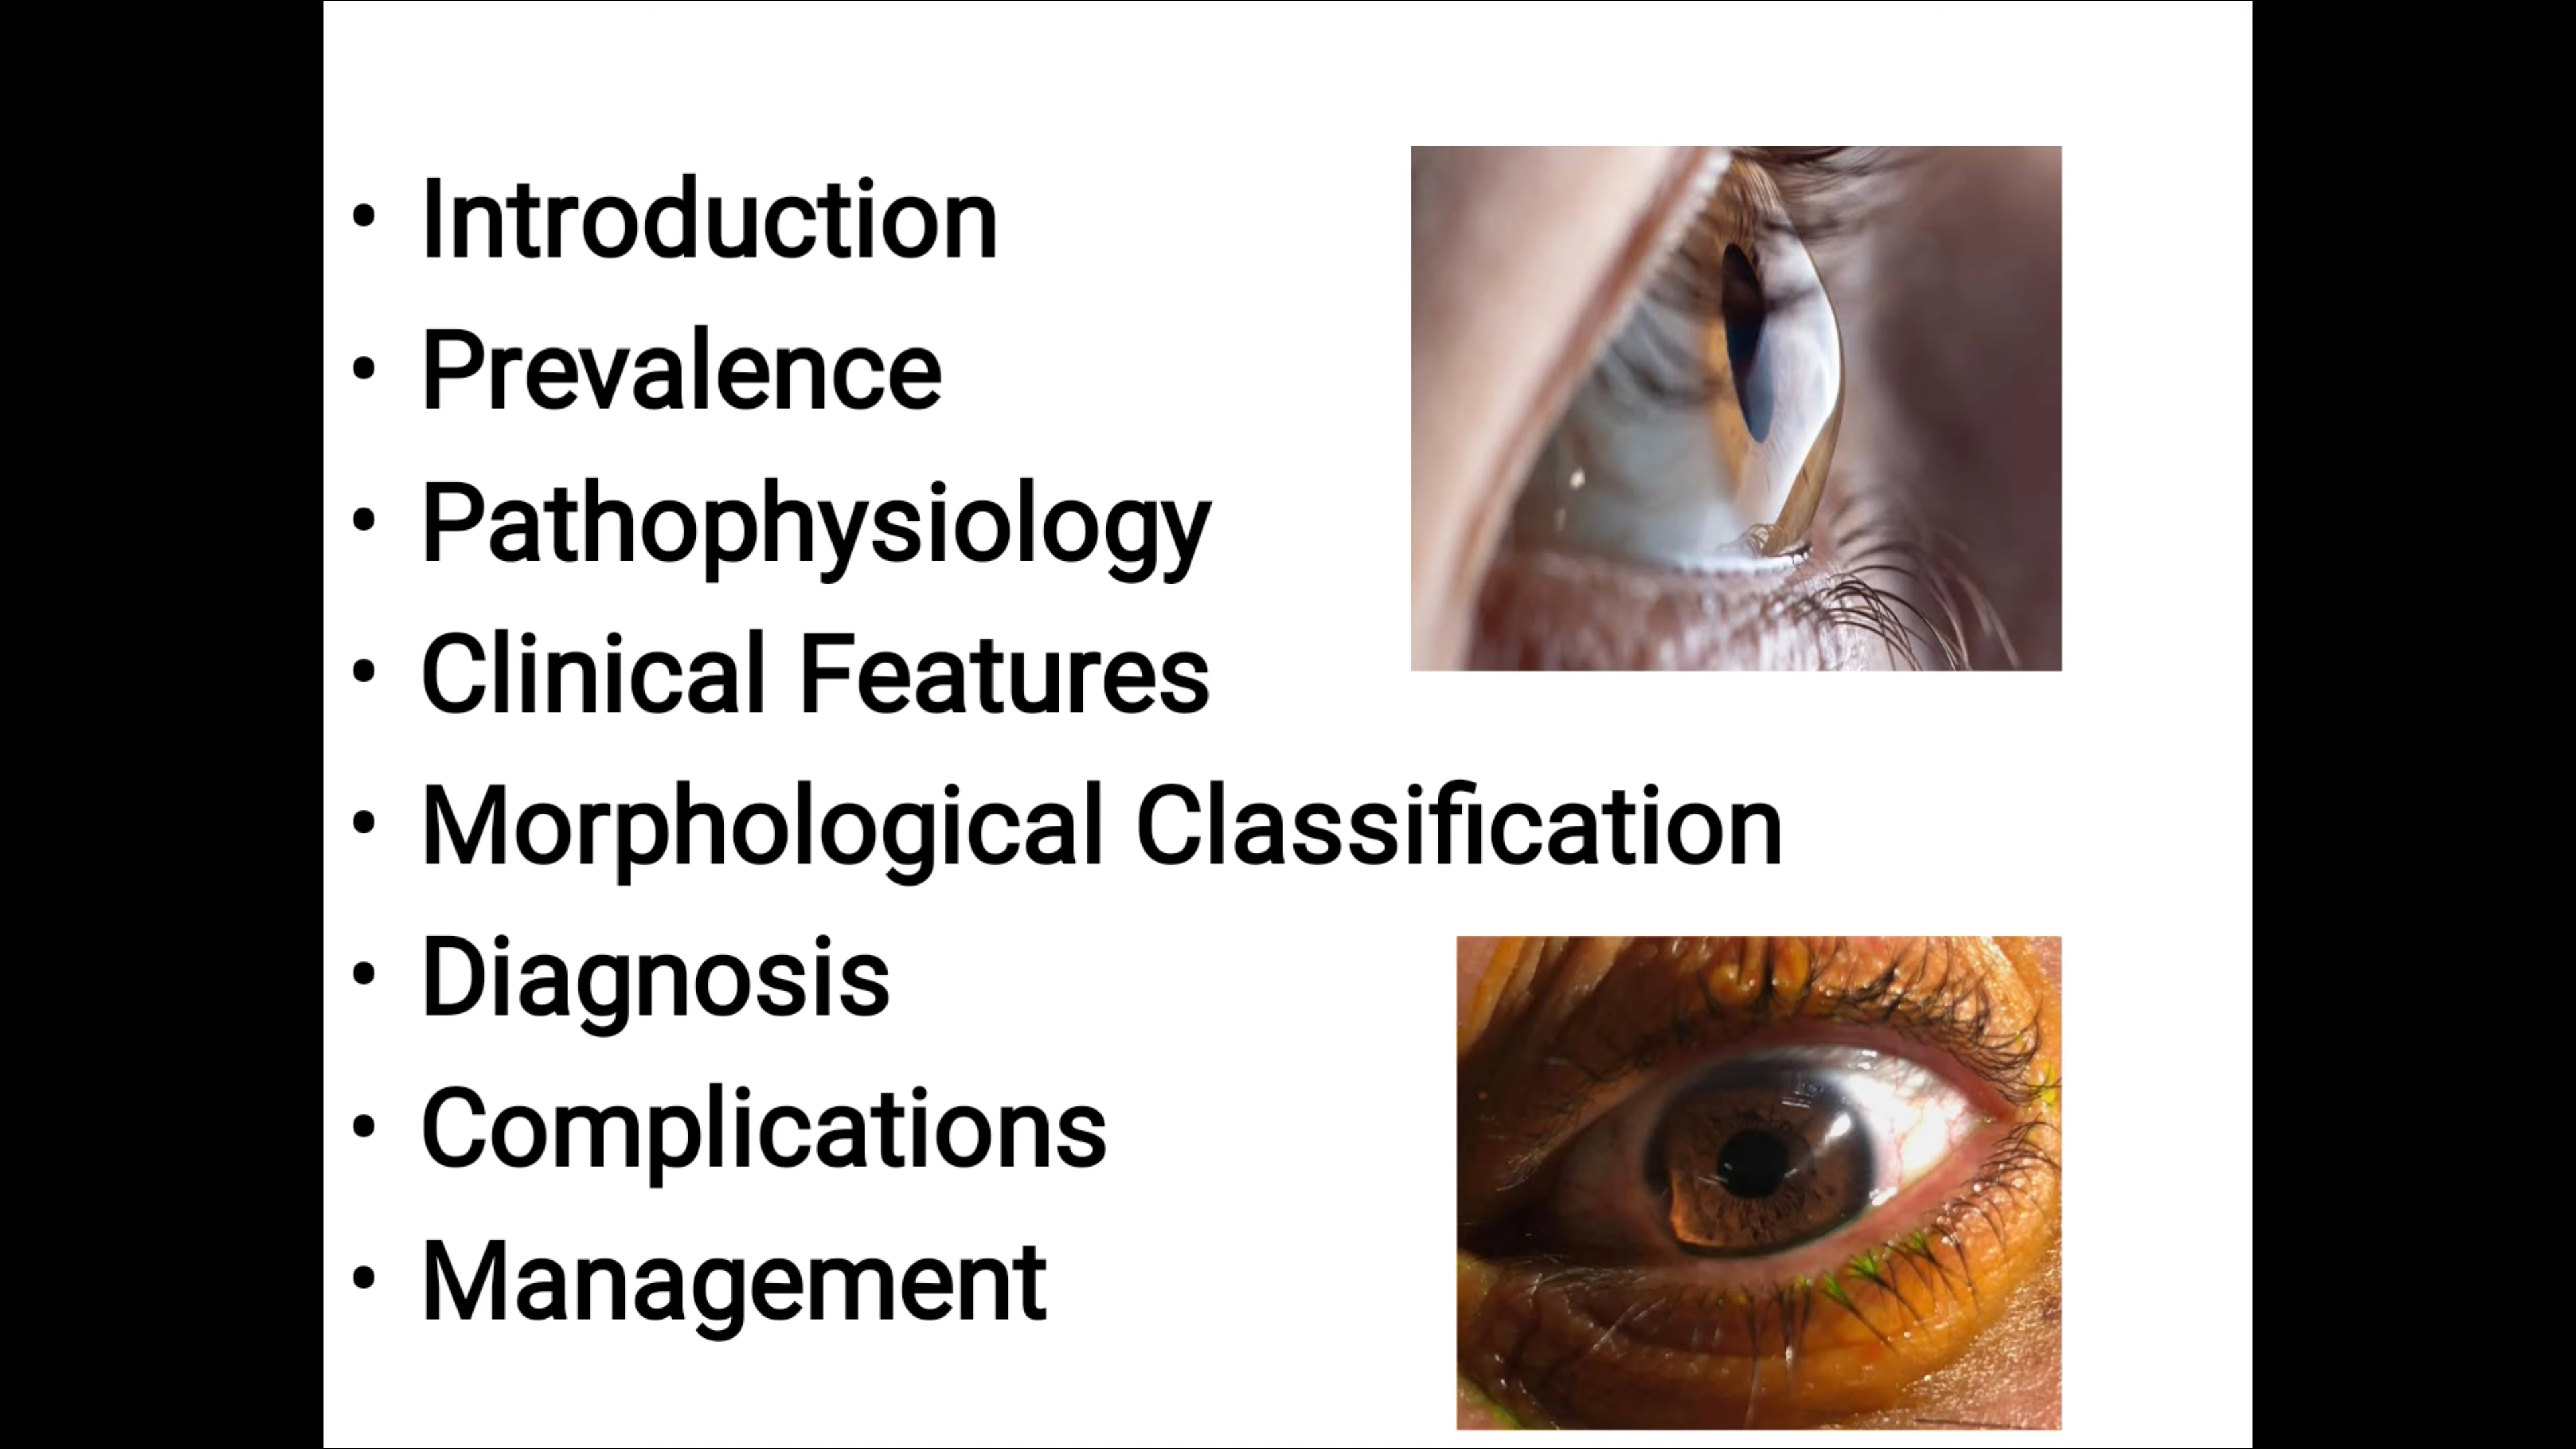 • Introduction
• Prevalence
• Pathophysiology
• Clinical Features
• Morphological Classification
• Diagnosis
• Complications
• Management